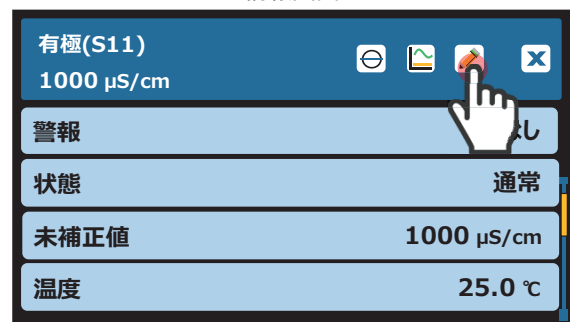 有極(S11)
1000 µS/cm
警報
状態 通常
未補正値 1000 µS/cm
温度 25.0 ℃